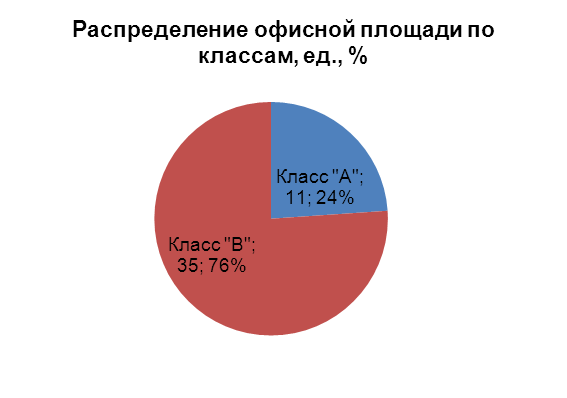 Распределение офисной площади по
классам, ед., %
Класс "А";
11; 24%
Класс "В";
35; 76%